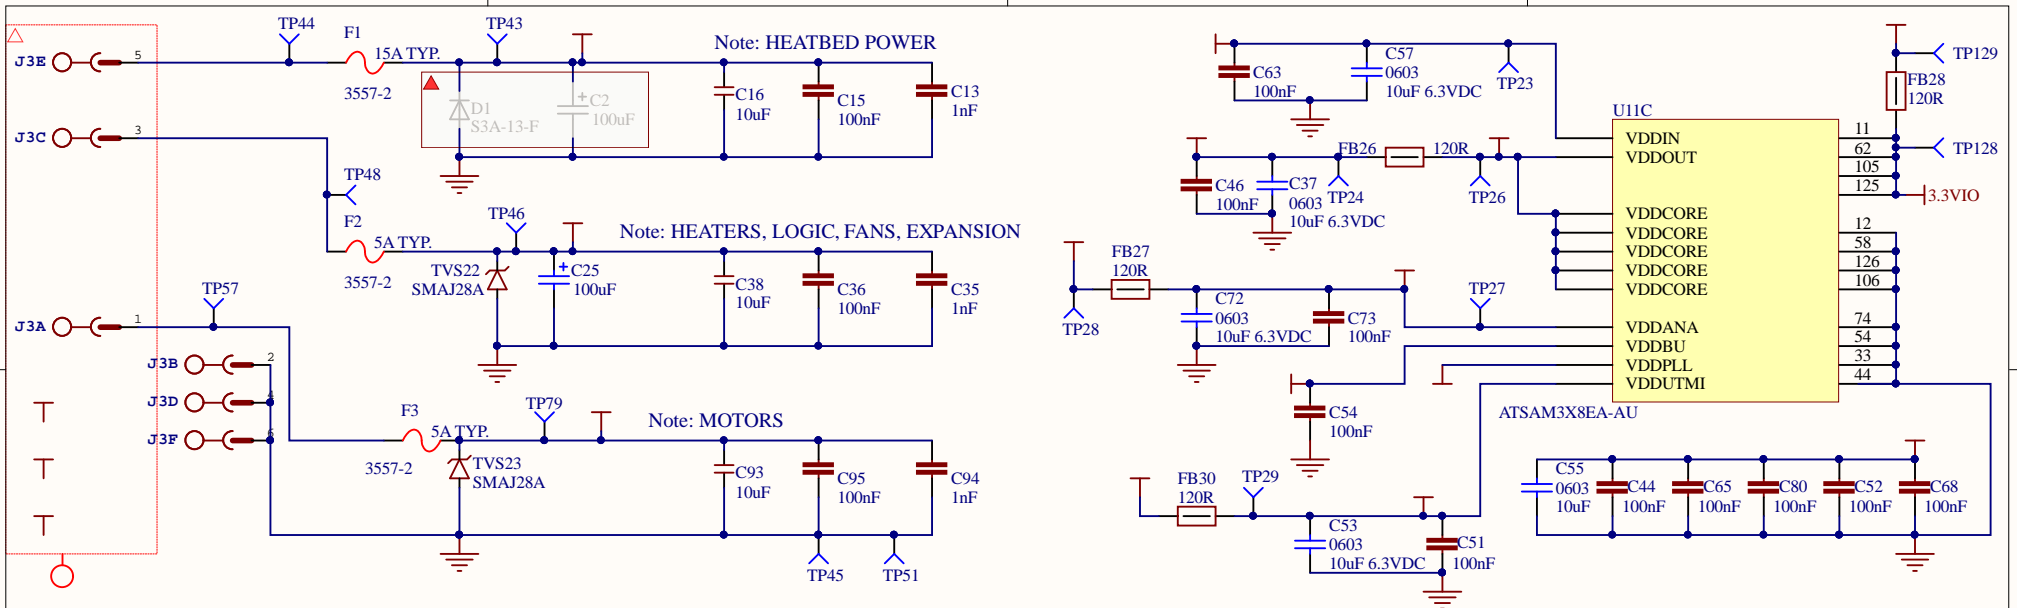 TP44
F1
TP43
J3E
5
15A TYP.
Note: HEATBED POWER
3557-2
D1
S3A-13-F
C2
100uF
C16
10uF
C15
100nF
C13
1nF
J3C
3
TP48
F2
5A TYP.
3557-2
TP46
Note: HEATERS, LOGIC, FANS, EXPANSION
TVS22
SMAJ28A
C25
100uF
C38
10uF
C36
100nF
C35
1nF
TP57
J3A
1
J3B
2
J3D
J3F
F3
5A TYP.
3557-2
TP79
Note: MOTORS
TVS23
SMAJ28A
C93
10uF
C95
100nF
C94
1nF
TP45
TP51
C63
100nF
C57
0603
10uF 6.3VDC
TP23
C46
100nF
C37
0603
10uF 6.3VDC
TP24
FB26
120R
TP26
FB27
120R
TP28
C72
0603
10uF 6.3VDC
C73
100nF
TP27
C54
100nF
FB30
120R
TP29
C53
0603
10uF 6.3VDC
C51
100nF
U11C
VDDIN
VDDOUT
VDDCORE
VDDCORE
VDDCORE
VDDCORE
VDDCORE
VDDANA
VDDBU
VDDPLL
VDDUTMI
ATSAM3X8EA-AU
11
62
105
125
12
58
126
106
74
54
33
44
TP129
FB28
120R
TP128
3.3VIO
C55
0603
10uF
C44
100nF
C65
100nF
C80
100nF
C52
100nF
C68
100nF